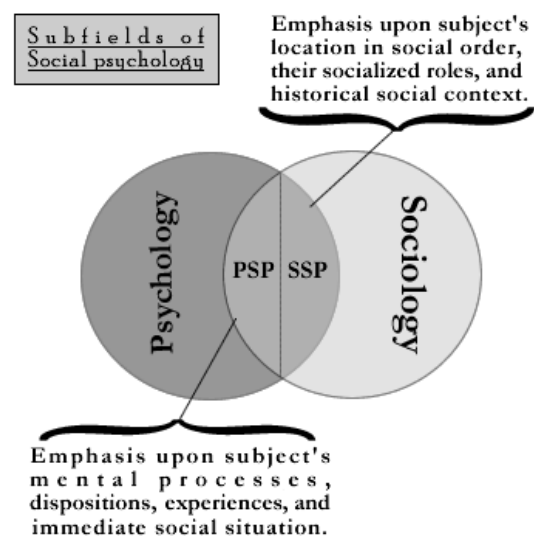 Subfields of
Social psychology
Emphasis upon subject's
location in social order,
their socialized roles, and
historical social context.
Psychology
PSP
SSP
Sociology
Emphasis upon subject's
mental processes,
dispositions, experiences, and
immediate social situation.